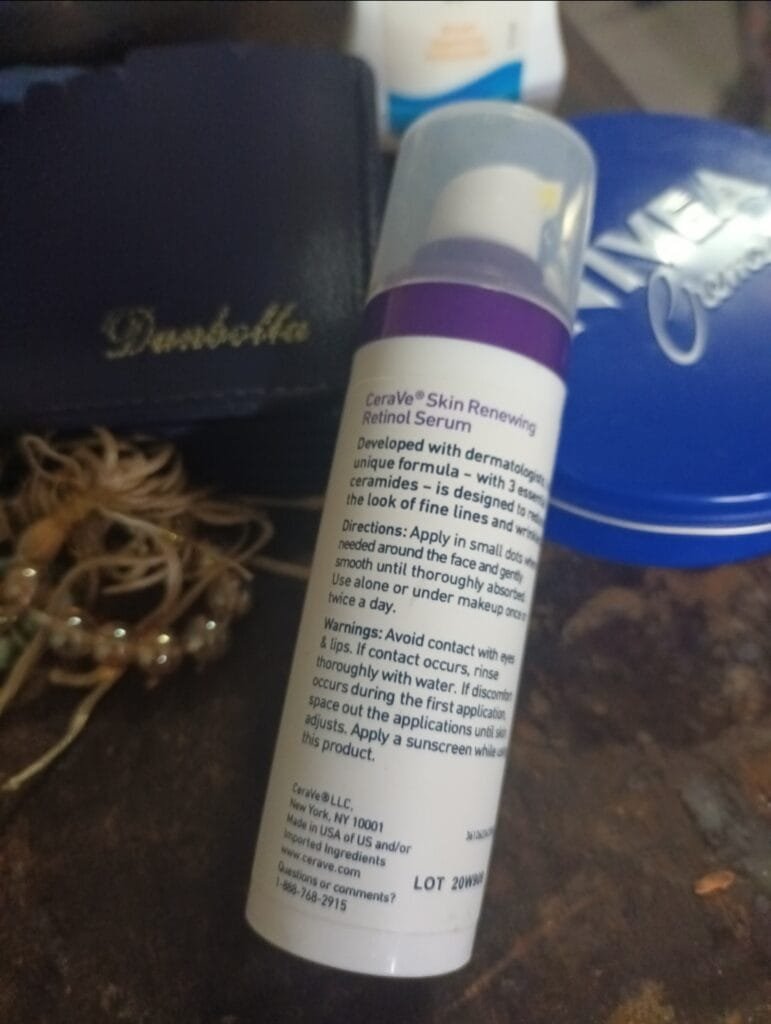 Danbolla
NIVEA
Creme
CeraVe® Skin Renewing
Retinol Serum
Developed with dermatologists,
unique formula – with 3
ceramides – is designed to
the look of fine lines and
Directions: Apply in small dots
needed around the face and gently
smooth until thoroughly absorbed.
Use alone or under makeup once or
twice a day.
Warnings: Avoid contact with eyes
& lips. If contact occurs, rinse
thoroughly with water. If discomfort
occurs during the first application,
space out the applications until skin
adjusts. Apply a sunscreen while
this product.
CeraVe® LLC,
New York, NY 10001
Made in USA of US and/or
Imported Ingredients
www.cerave.com
Questions or comments?
1-888-768-2915
LOT